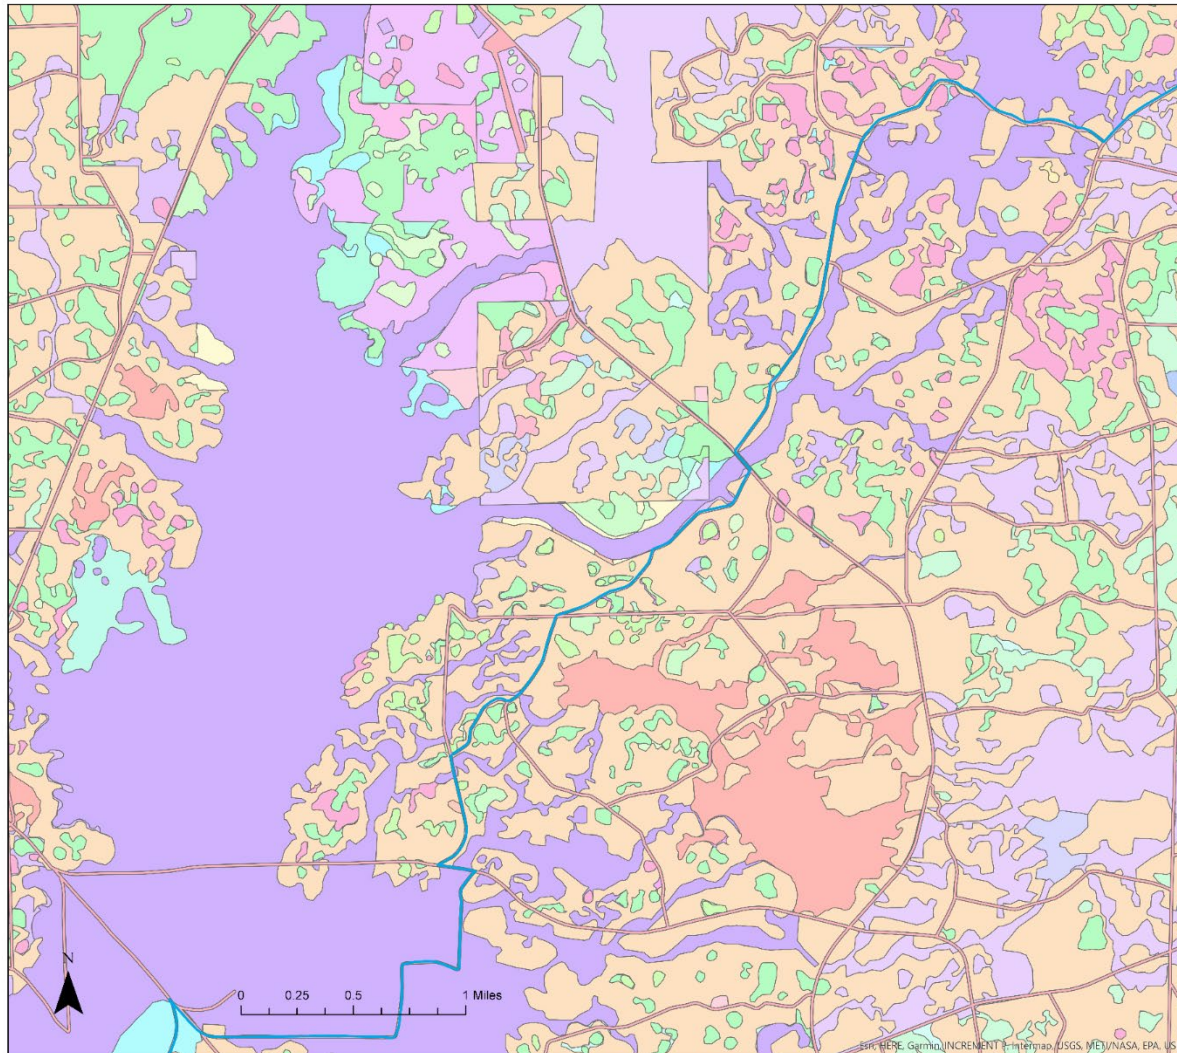 N
0 0.25 0.5 1 Miles
Esri, HERE, Garmin, INCREMENT P, Intermap, USGS, METI/NASA, EPA, US